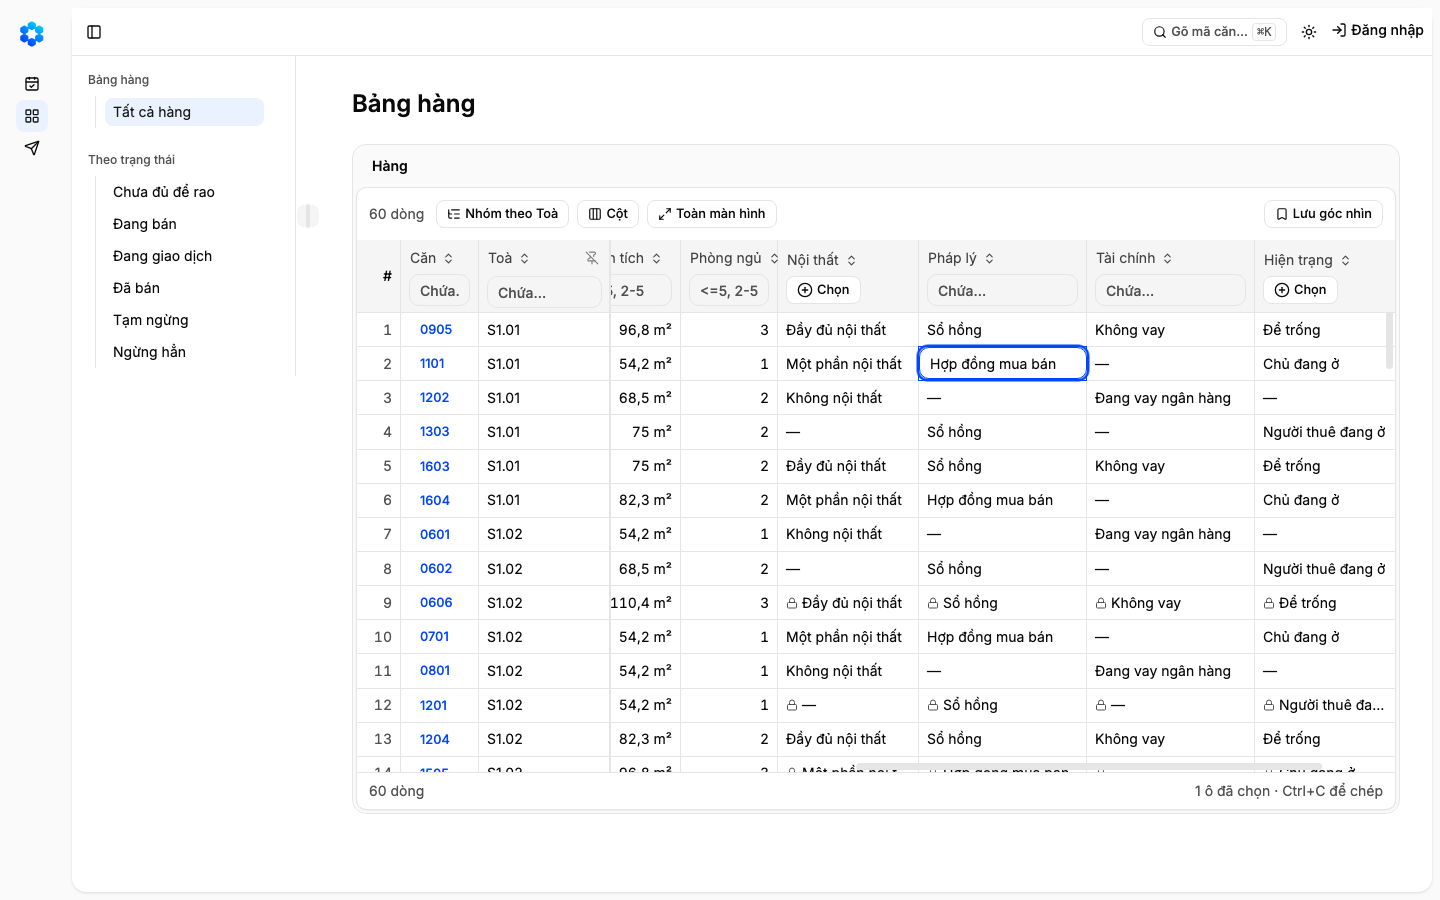 Gõ mã căn... ⌘K
Đăng nhập
Bảng hàng
Tất cả hàng
Theo trạng thái
Chưa đủ để rao
Đang bán
Đang giao dịch
Đã bán
Tạm ngừng
Ngừng hẳn
Bảng hàng
Hàng
60 dòng Nhóm theo Toà Cột Toàn màn hình Lưu góc nhìn
# Căn Toà n tích Phòng ngủ Nội thất Pháp lý Tài chính Hiện trạng
Chứa. Chứa... 5, 2-5 <=5, 2-5 Chọn Chứa... Chứa... Chọn
1 0905 S1.01 96,8 m² 3 Đầy đủ nội thất Sổ hồng Không vay Để trống
2 1101 S1.01 54,2 m² 1 Một phần nội thất Hợp đồng mua bán — Chủ đang ở
3 1202 S1.01 68,5 m² 2 Không nội thất — Đang vay ngân hàng —
4 1303 S1.01 75 m² 2 — Sổ hồng — Người thuê đang ở
5 1603 S1.01 75 m² 2 Đầy đủ nội thất Sổ hồng Không vay Để trống
6 1604 S1.01 82,3 m² 2 Một phần nội thất Hợp đồng mua bán — Chủ đang ở
7 0601 S1.02 54,2 m² 1 Không nội thất — Đang vay ngân hàng —
8 0602 S1.02 68,5 m² 2 — Sổ hồng — Người thuê đang ở
9 0606 S1.02 110,4 m² 3 Đầy đủ nội thất Sổ hồng Không vay Để trống
10 0701 S1.02 54,2 m² 1 Một phần nội thất Hợp đồng mua bán — Chủ đang ở
11 0801 S1.02 54,2 m² 1 Không nội thất — Đang vay ngân hàng —
12 1201 S1.02 54,2 m² 1 — Sổ hồng — Người thuê đa...
13 1204 S1.02 82,3 m² 2 Đầy đủ nội thất Sổ hồng Không vay Để trống
60 dòng 1 ô đã chọn · Ctrl+C để chép